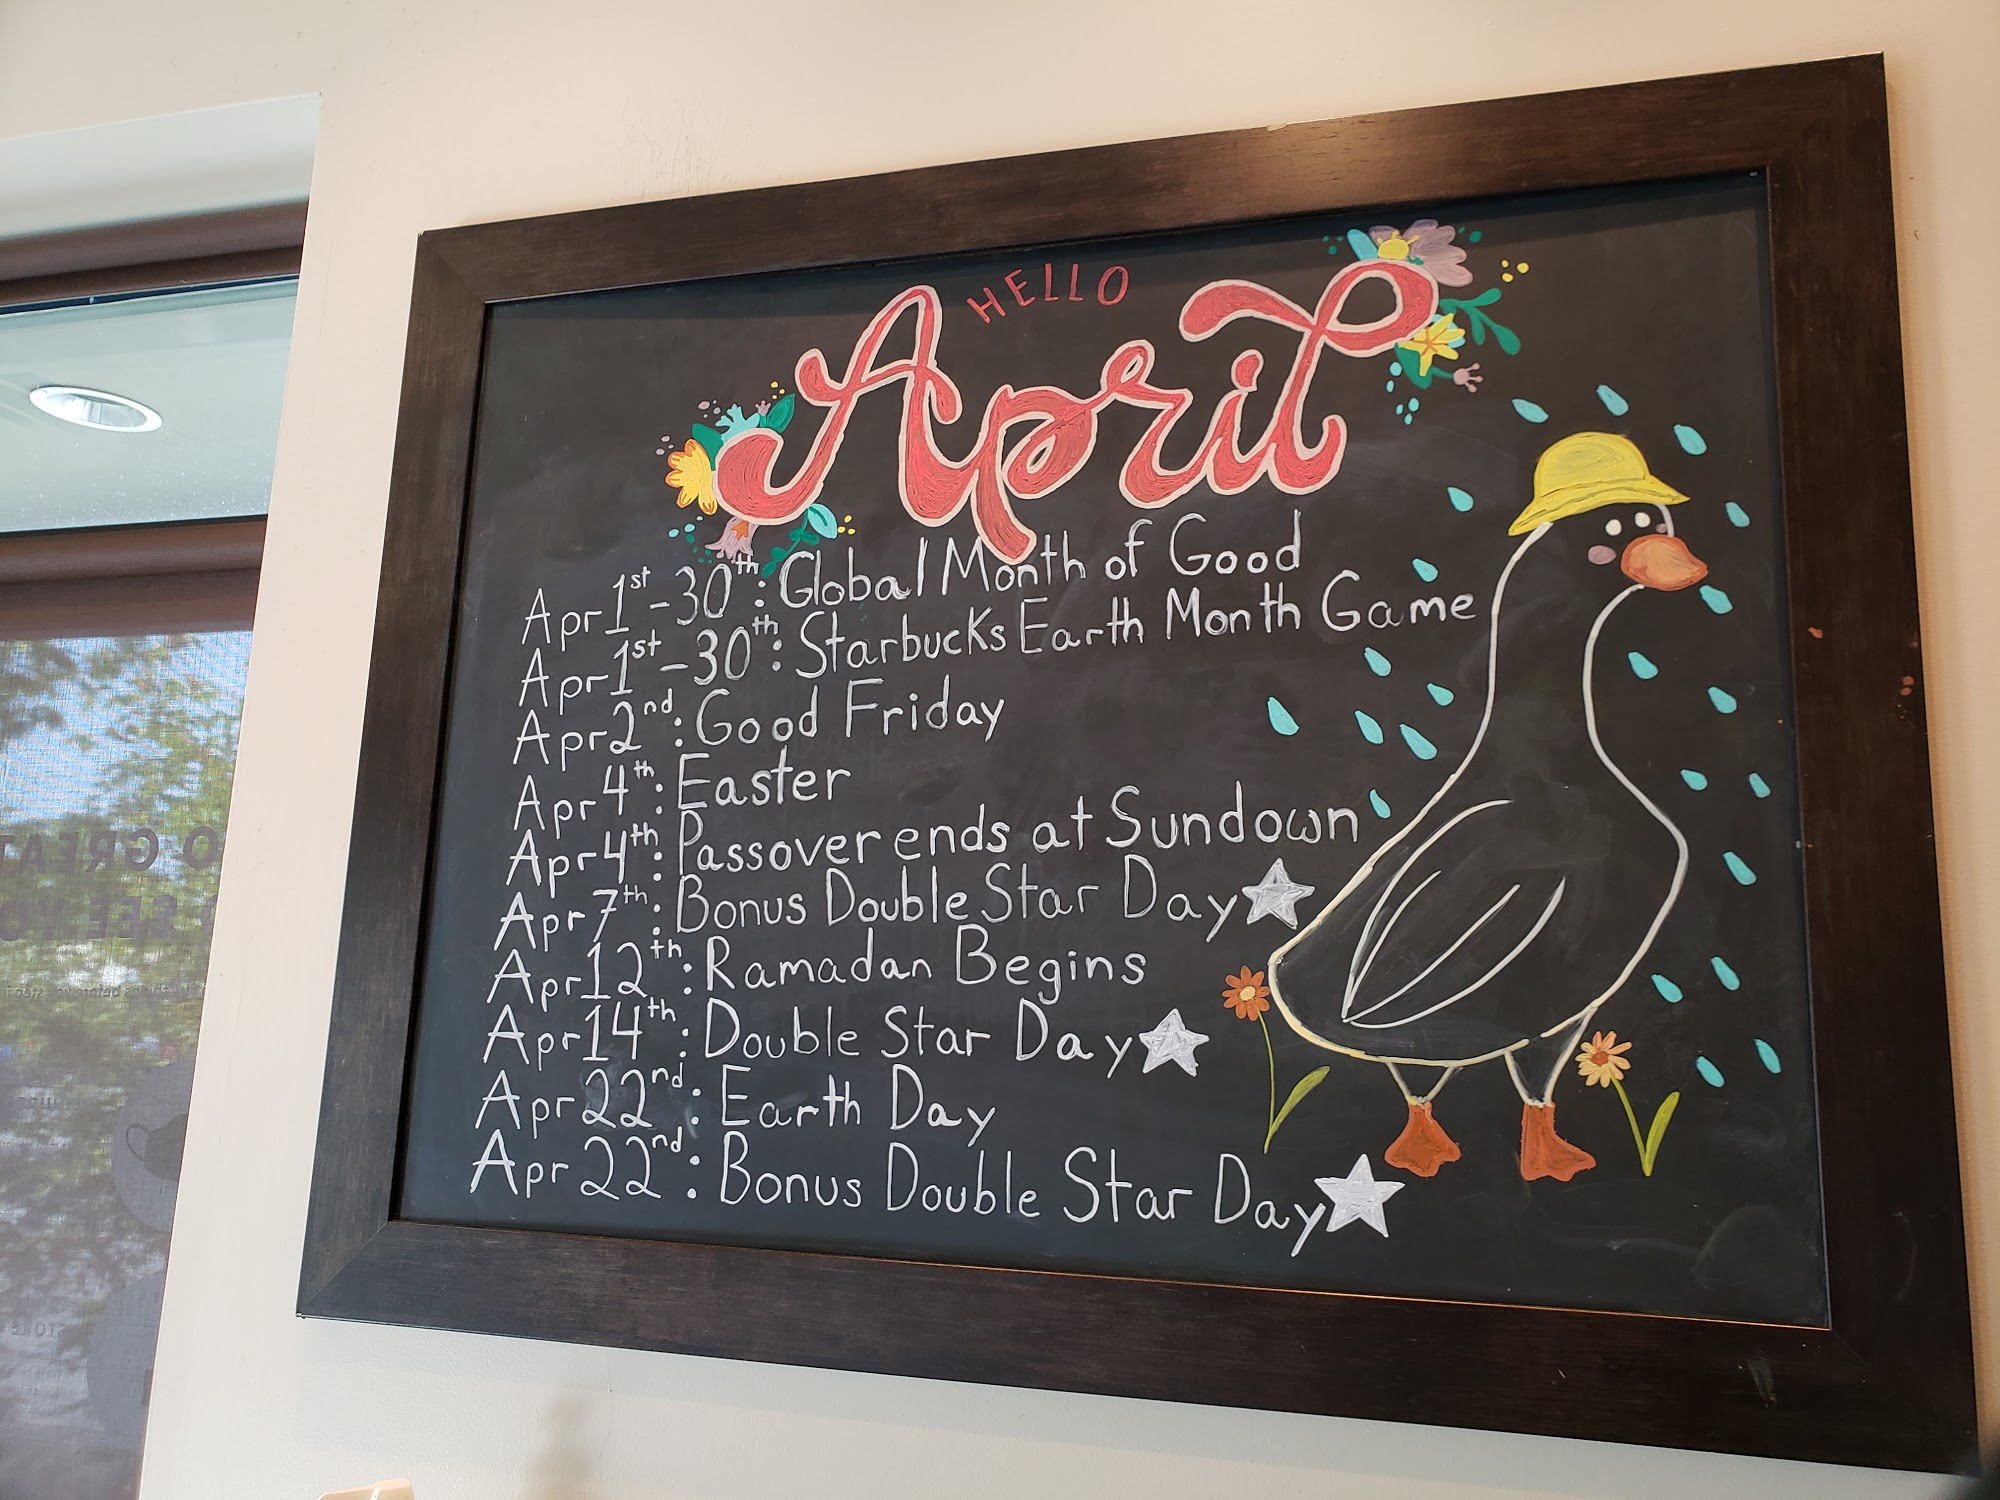 HELLO
April
Apr 1st-30th: Global Month of Good
Apr 1st-30th: Starbucks Earth Month Game
Apr 2nd: Good Friday
Apr 4th: Easter
Apr 4th: Passover ends at Sundown
Apr 7th: Bonus Double Star Day
Apr 12th: Ramadan Begins
Apr 14th: Double Star Day
Apr 22nd: Earth Day
Apr 22nd: Bonus Double Star Day
GREAT
SEE